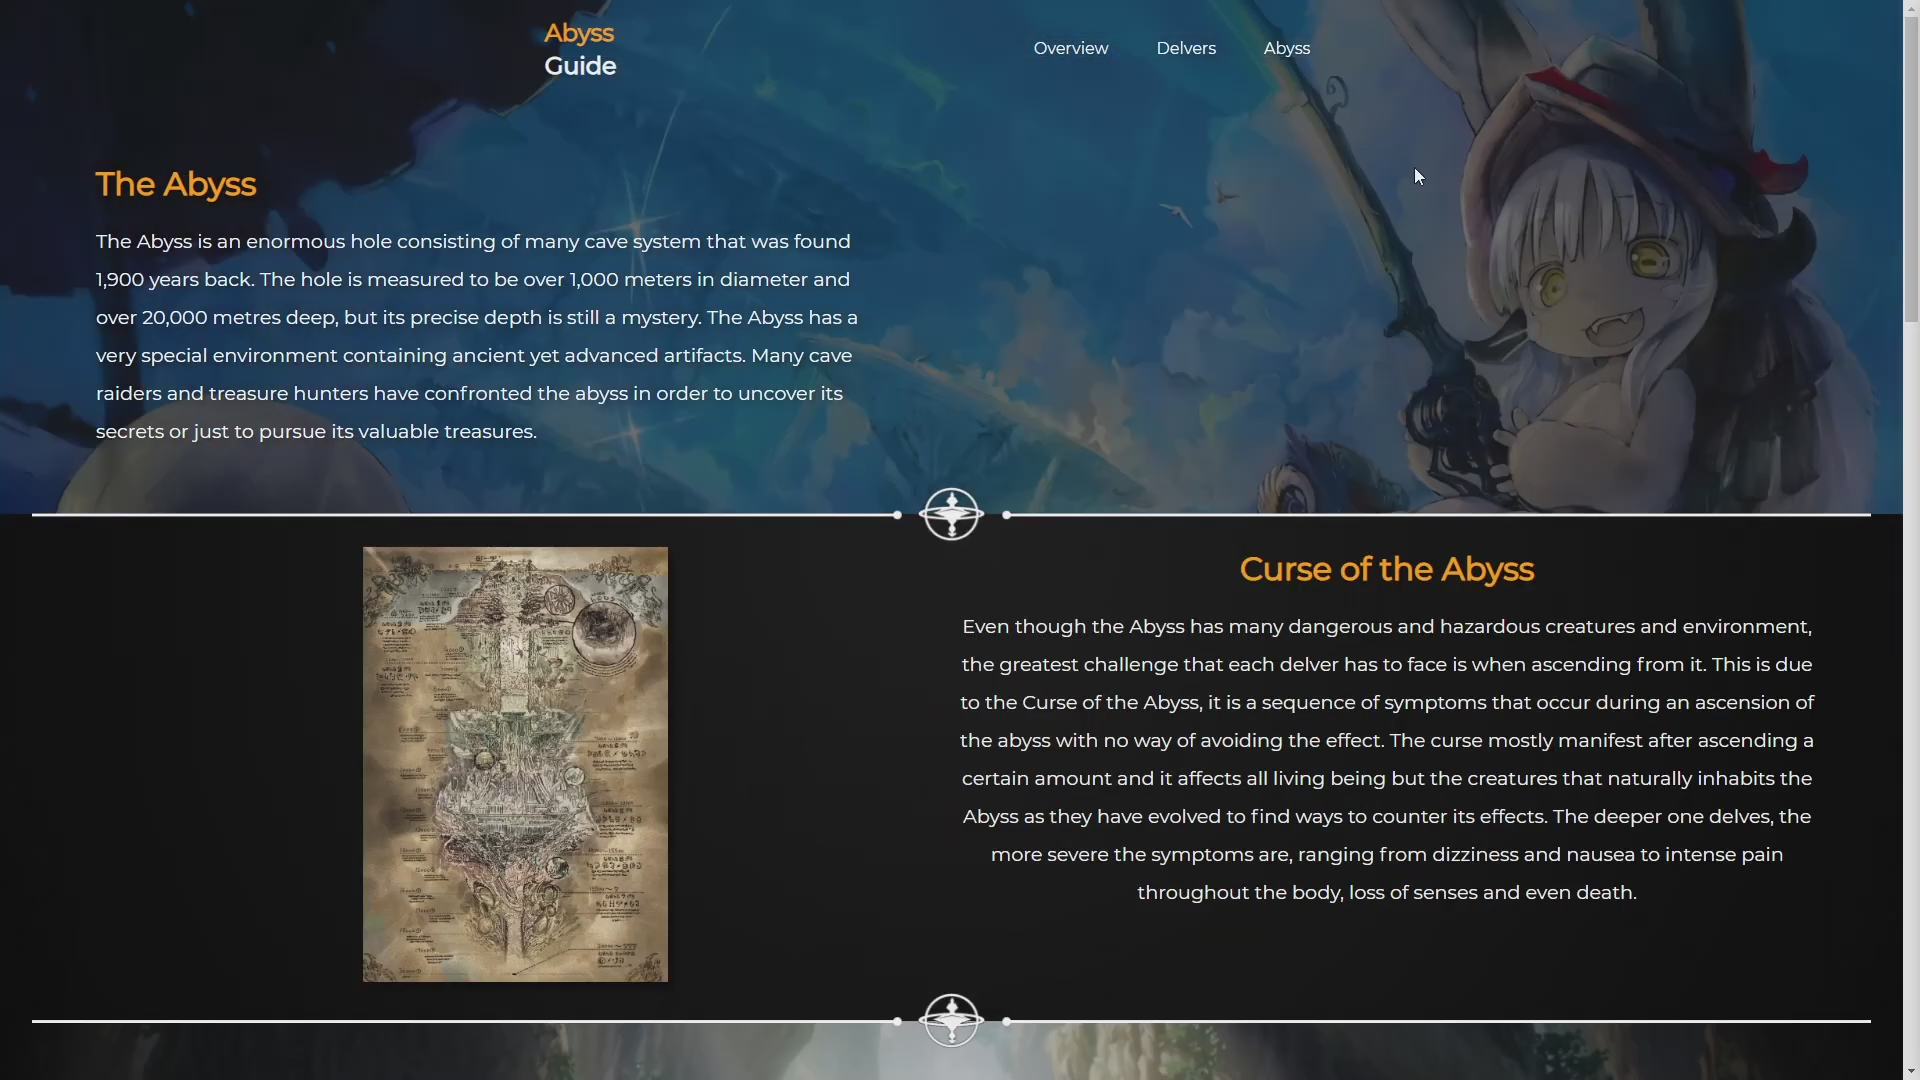 Abyss
Guide
Overview
Delvers
Abyss
The Abyss
The Abyss is an enormous hole consisting of many cave system that was found
1,900 years back. The hole is measured to be over 1,000 meters in diameter and
over 20,000 metres deep, but its precise depth is still a mystery. The Abyss has a
very special environment containing ancient yet advanced artifacts. Many cave
raiders and treasure hunters have confronted the abyss in order to uncover its
secrets or just to pursue its valuable treasures.
Curse of the Abyss
Even though the Abyss has many dangerous and hazardous creatures and environment,
the greatest challenge that each delver has to face is when ascending from it. This is due
to the Curse of the Abyss, it is a sequence of symptoms that occur during an ascension of
the abyss with no way of avoiding the effect. The curse mostly manifest after ascending a
certain amount and it affects all living being but the creatures that naturally inhabits the
Abyss as they have evolved to find ways to counter its effects. The deeper one delves, the
more severe the symptoms are, ranging from dizziness and nausea to intense pain
throughout the body, loss of senses and even death.